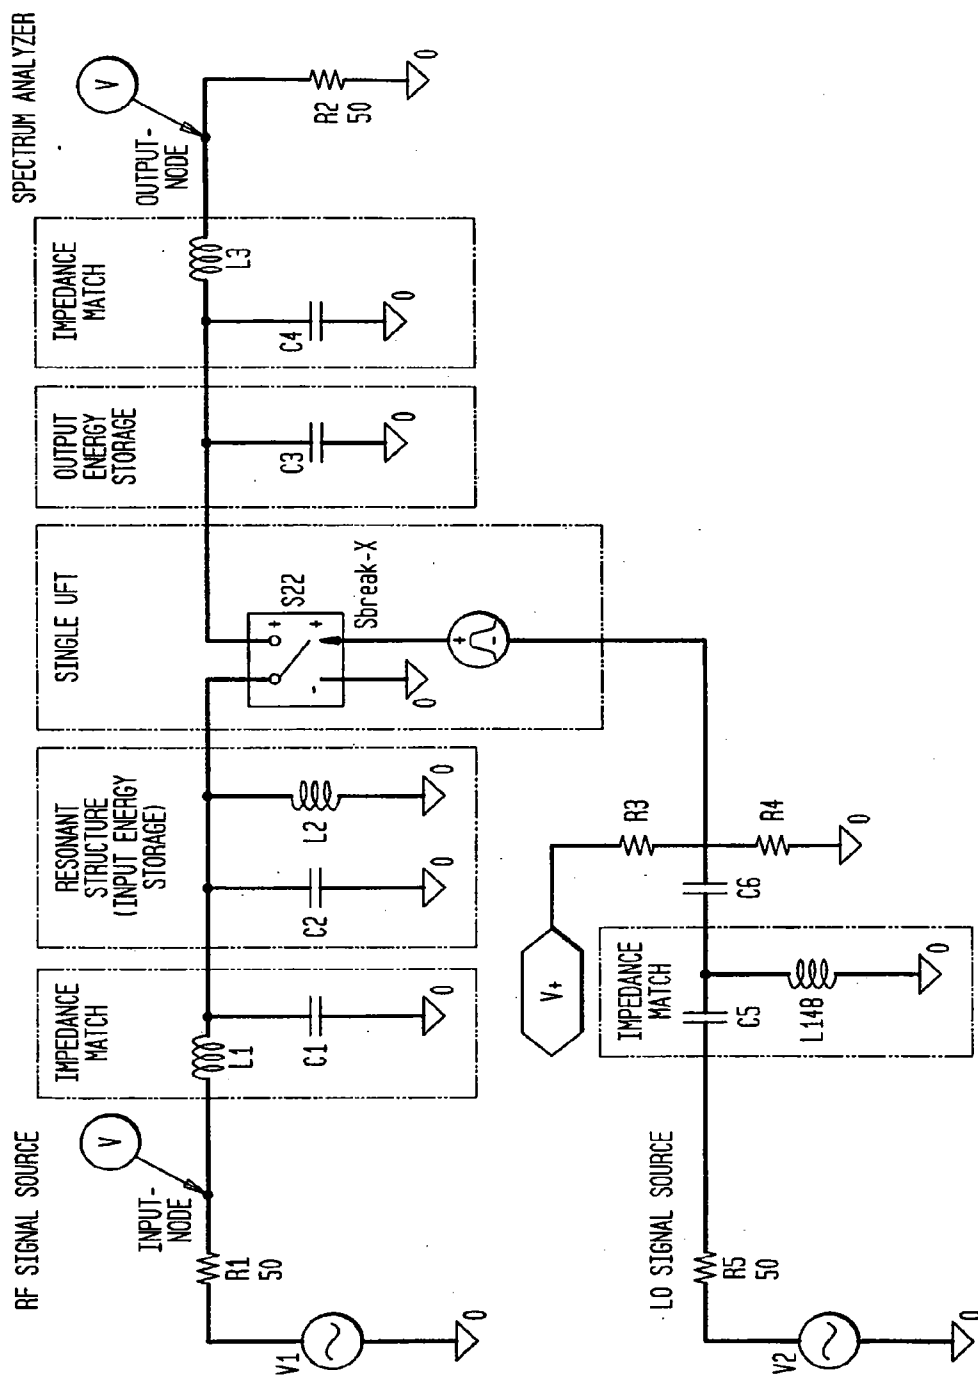 RF SIGNAL SOURCE
SPECTRUM ANALYZER
V
INPUT-
NODE
IMPEDANCE
MATCH
RESONANT
STRUCTURE
(INPUT ENERGY
STORAGE)
SINGLE UFT
OUTPUT
ENERGY
STORAGE
IMPEDANCE
MATCH
OUTPUT-
NODE
V
V1
0
R1
50
L1
C1
0
C2
0
L2
0
S22
+
+
-
0
Sbreak-X
+
-
C3
0
C4
0
L3
R2
50
0
LO SIGNAL SOURCE
V2
0
R5
50
IMPEDANCE
MATCH
C5
L14B
0
V+
C6
R3
R4
0